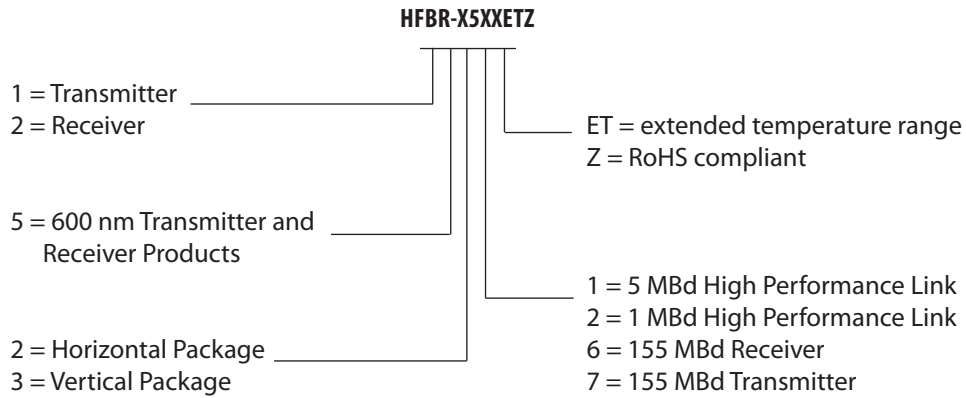 HFBR-X5XXETZ
1 = Transmitter
2 = Receiver
5 = 600 nm Transmitter and
Receiver Products
2 = Horizontal Package
3 = Vertical Package
ET = extended temperature range
Z = RoHS compliant
1 = 5 MBd High Performance Link
2 = 1 MBd High Performance Link
6 = 155 MBd Receiver
7 = 155 MBd Transmitter